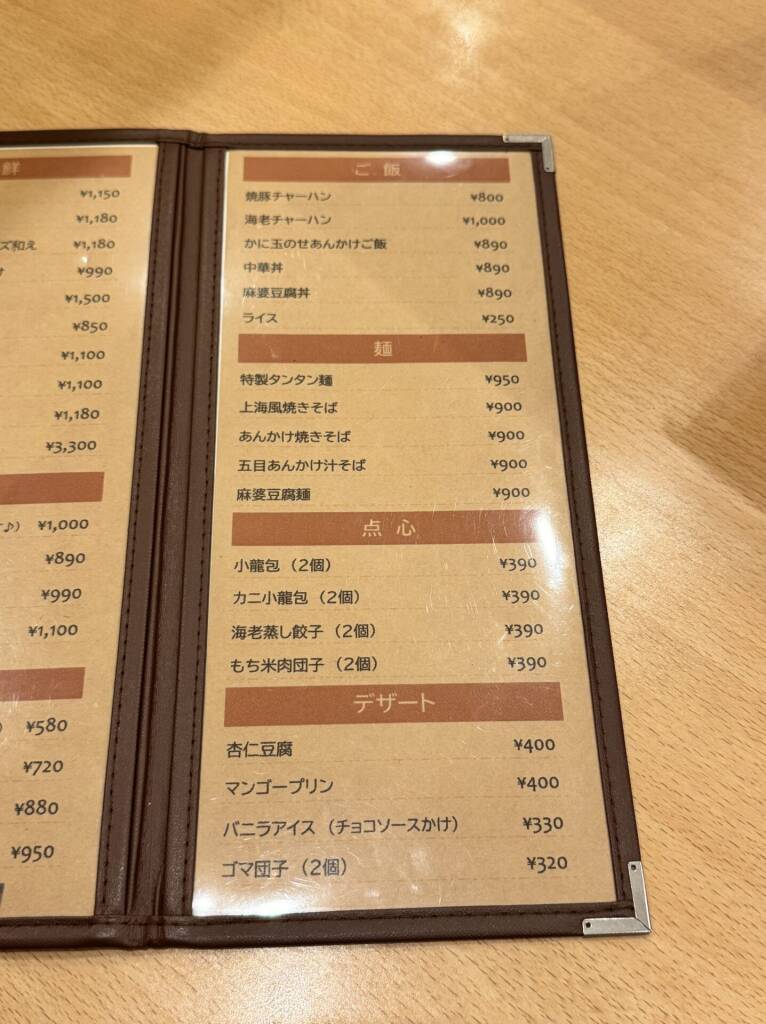 鮮
¥1,150
¥1,180
ズ和え ¥1,180
¥990
¥1,500
¥850
¥1,100
¥1,100
¥1,180
¥3,300
♪） ¥1,000
¥890
¥990
¥1,100
） ¥580
¥720
¥880
¥950
ご 飯
焼豚チャーハン ¥800
海老チャーハン ¥1,000
かに玉のせあんかけご飯 ¥890
中華丼 ¥890
麻婆豆腐丼 ¥890
ライス ¥250
麺
特製タンタン麺 ¥950
上海風焼きそば ¥900
あんかけ焼きそば ¥900
五目あんかけ汁そば ¥900
麻婆豆腐麺 ¥900
点 心
小龍包（2個） ¥390
カニ小龍包（2個） ¥390
海老蒸し餃子（2個） ¥390
もち米肉団子（2個） ¥390
デザート
杏仁豆腐 ¥400
マンゴープリン ¥400
バニラアイス（チョコソースかけ） ¥330
ゴマ団子（2個） ¥320